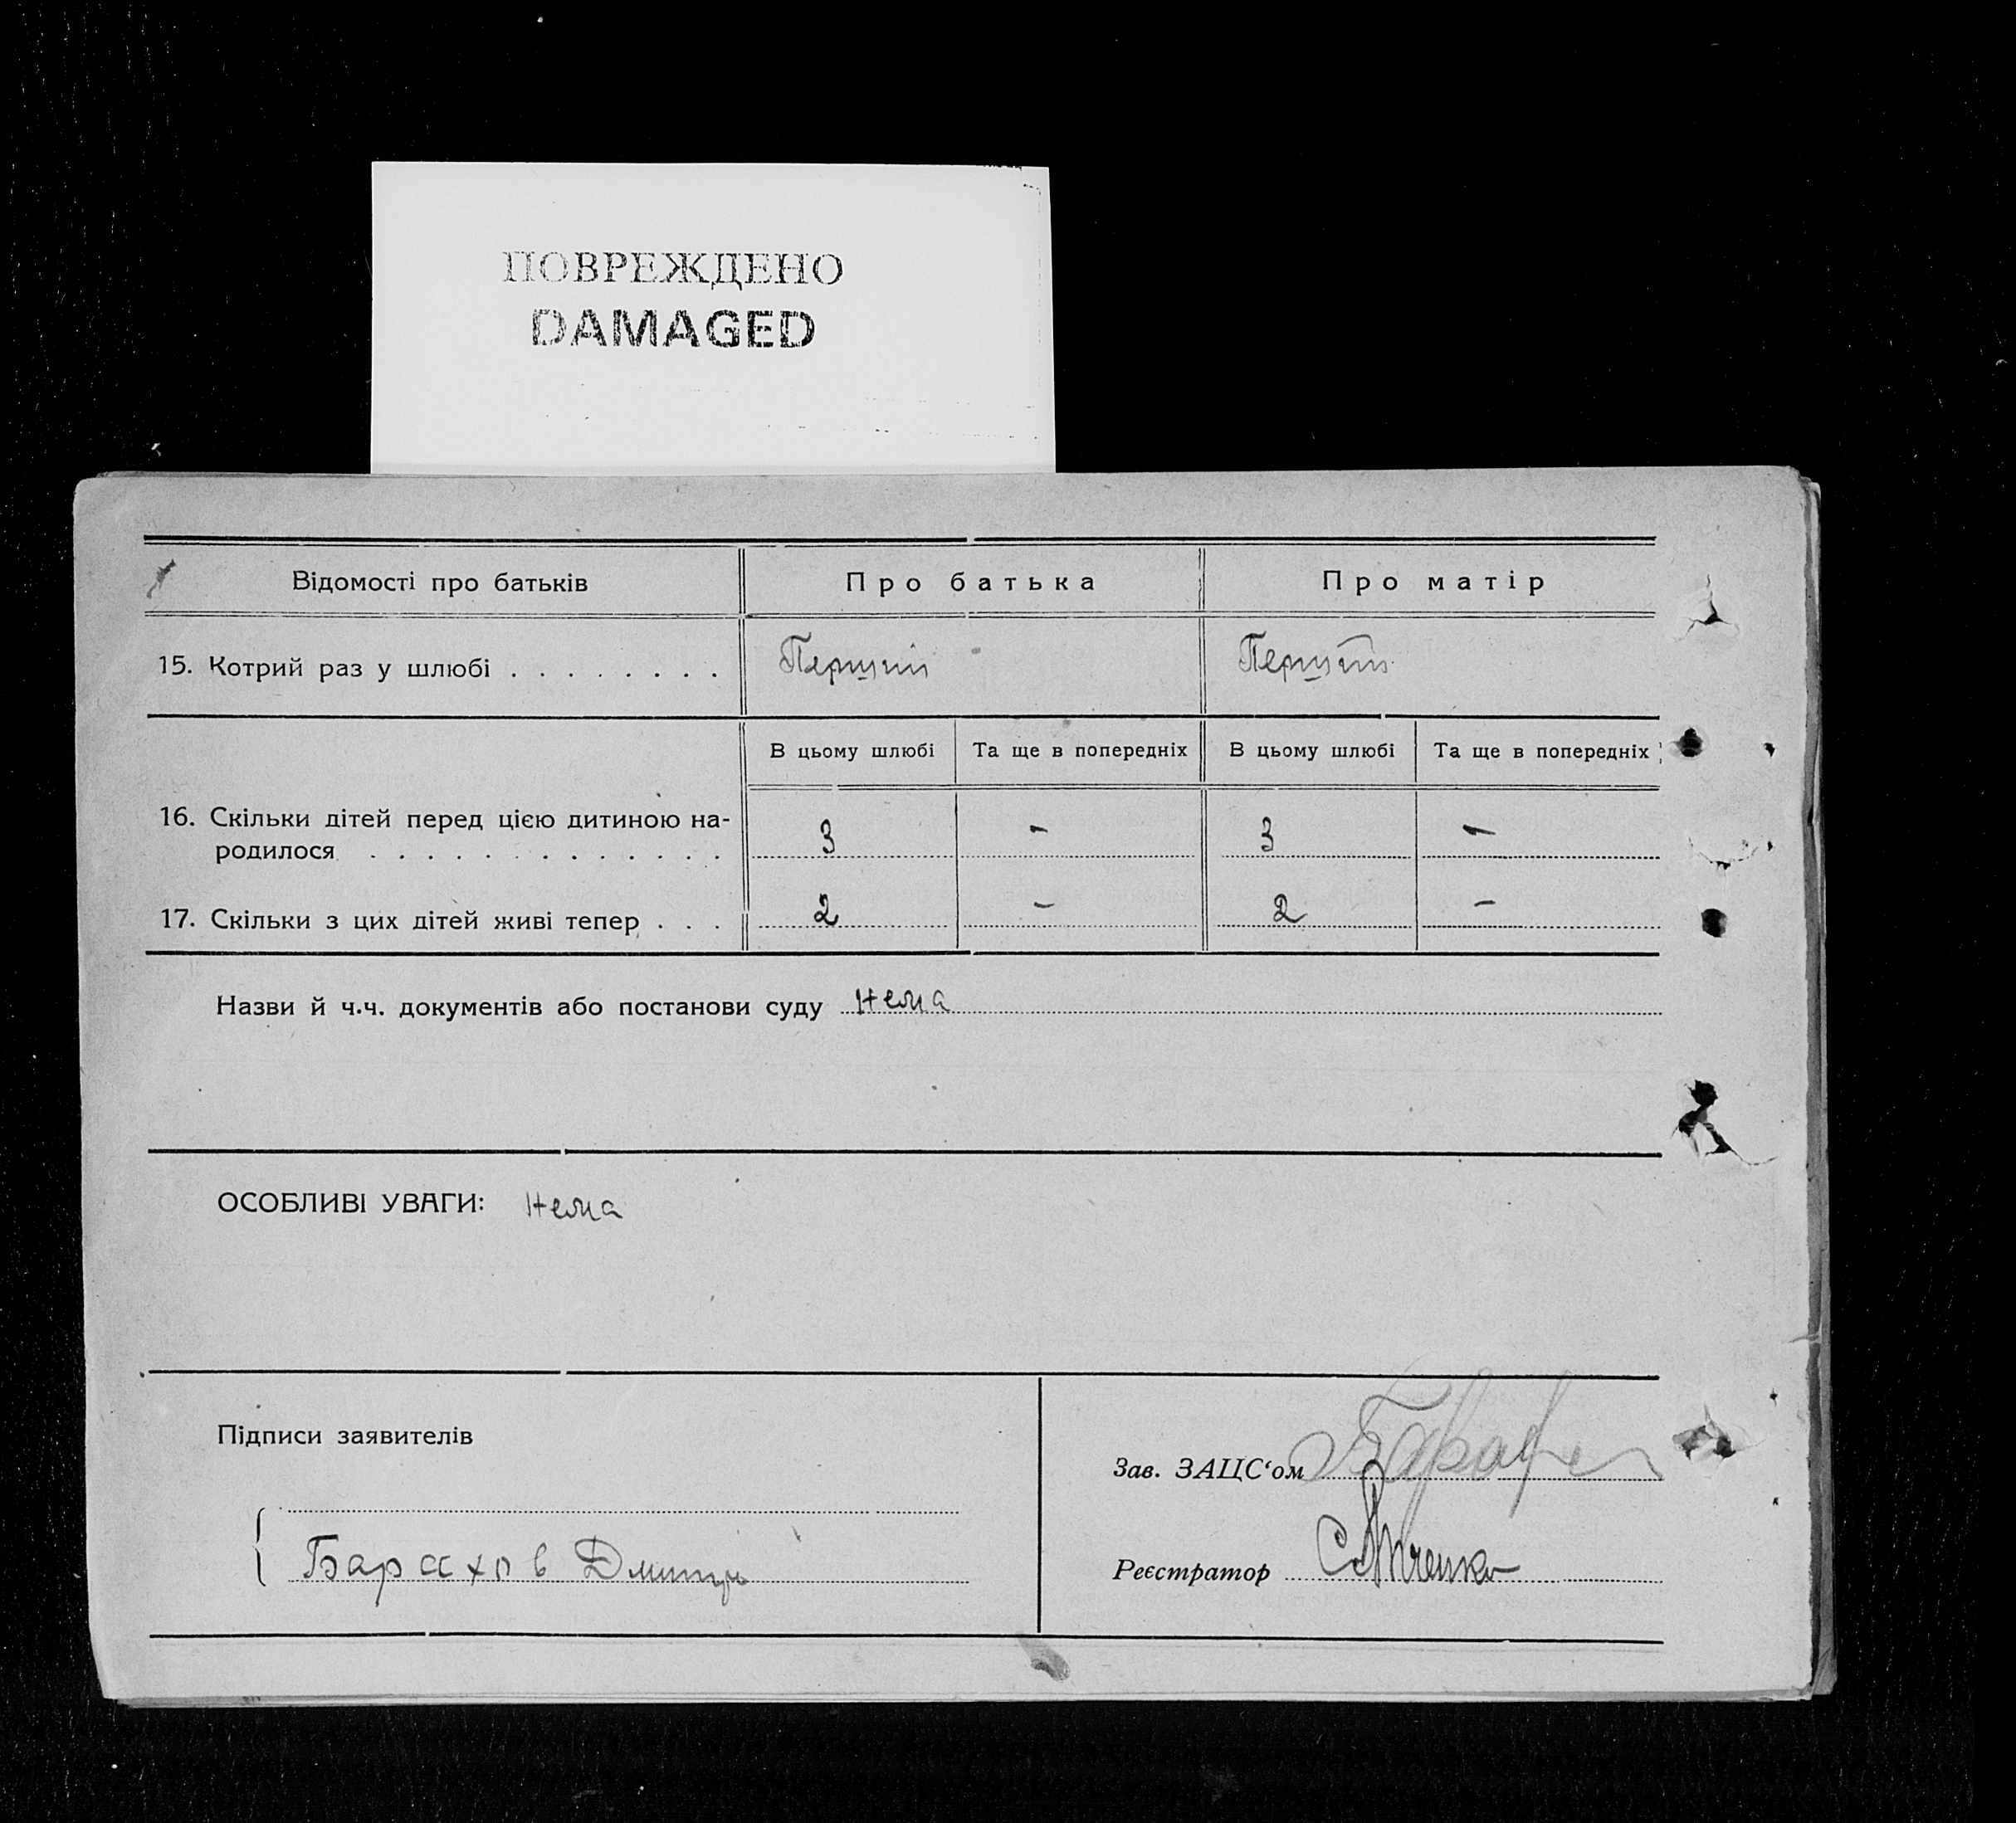 ПОВРЕЖДЕНО
DAMAGED
Відомості про батьків
Про батька
Про матір
15. Котрий раз у шлюбі . . . . . . . .
Перший
Перший
В цьому шлюбі
Та ще в попередніх
В цьому шлюбі
Та ще в попередніх
16. Скільки дітей перед цією дитиною на-
родилося . . . . . . . . . . . . .
3
-
3
-
17. Скільки з цих дітей живі тепер . . .
2
-
2
-
Назви й ч.ч. документів або постанови суду нема
ОСОБЛИВІ УВАГИ: нема
Підписи заявителів
Зав. ЗАЦС‘ом
Барахов Дмитр
Реєстратор